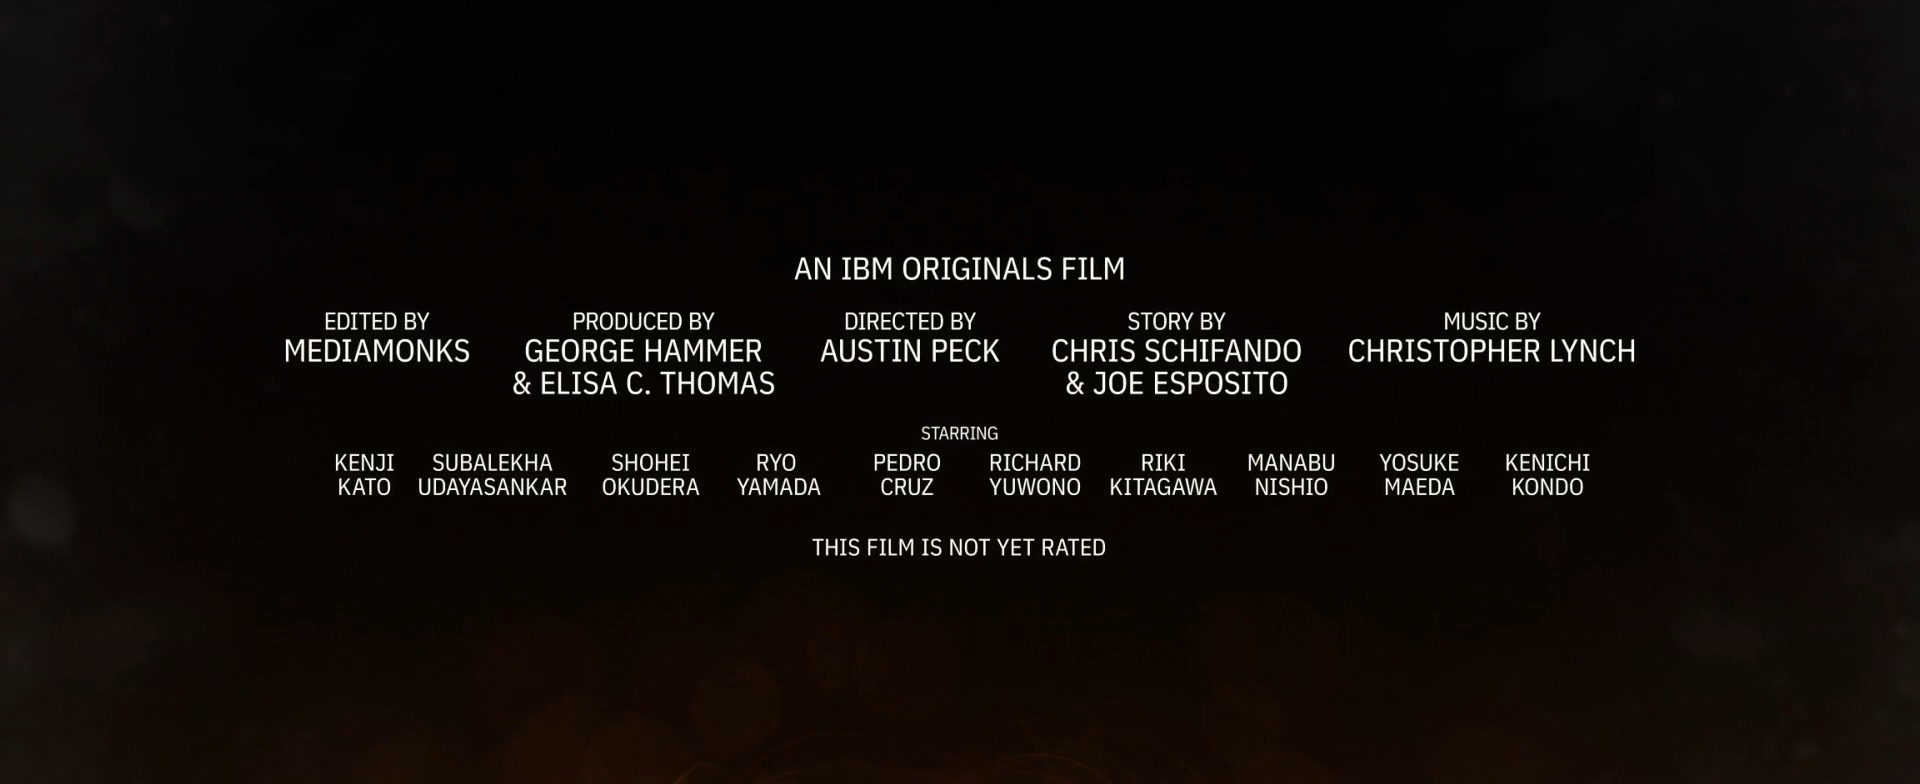 AN IBM ORIGINALS FILM
EDITED BY
MEDIAMONKS
PRODUCED BY
GEORGE HAMMER
& ELISA C. THOMAS
DIRECTED BY
AUSTIN PECK
STORY BY
CHRIS SCHIFANDO
& JOE ESPOSITO
MUSIC BY
CHRISTOPHER LYNCH
STARRING
KENJI
KATO
SUBALEKHA
UDAYASANKAR
SHOHEI
OKUDERA
RYO
YAMADA
PEDRO
CRUZ
RICHARD
YUWONO
RIKI
KITAGAWA
MANABU
NISHIO
YOSUKE
MAEDA
KENICHI
KONDO
THIS FILM IS NOT YET RATED